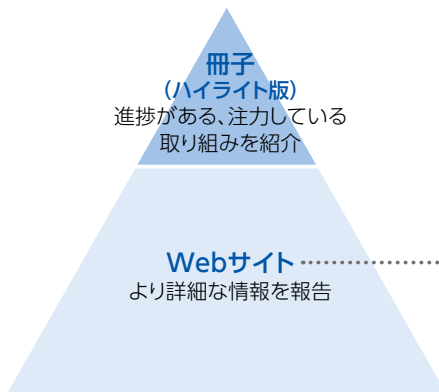 冊子
（ハイライト版）
進捗がある、注力している
取り組みを紹介
Webサイト
より詳細な情報を報告